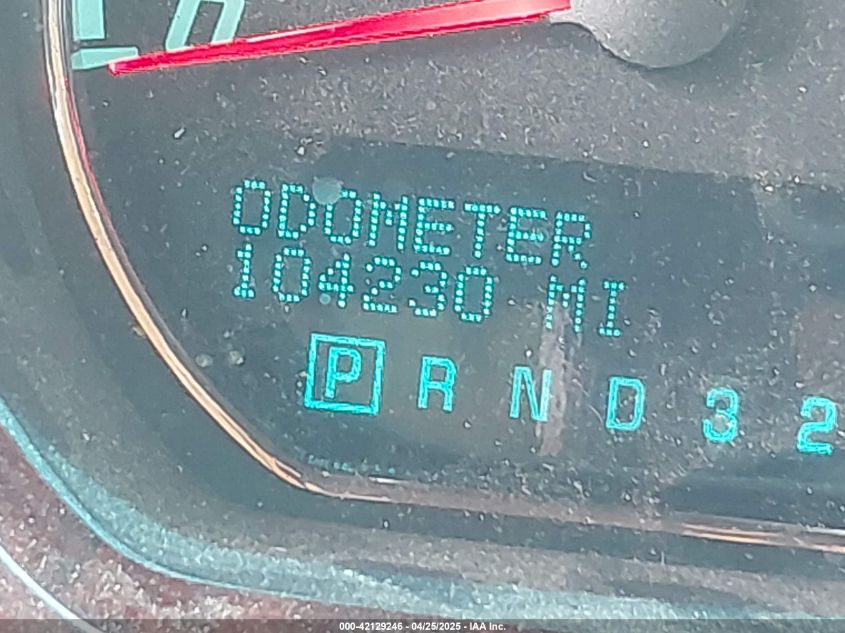 ODOMETER
104230 MI
P R N D 3 2
000-42129246 - 04/25/2025 - IAA Inc.